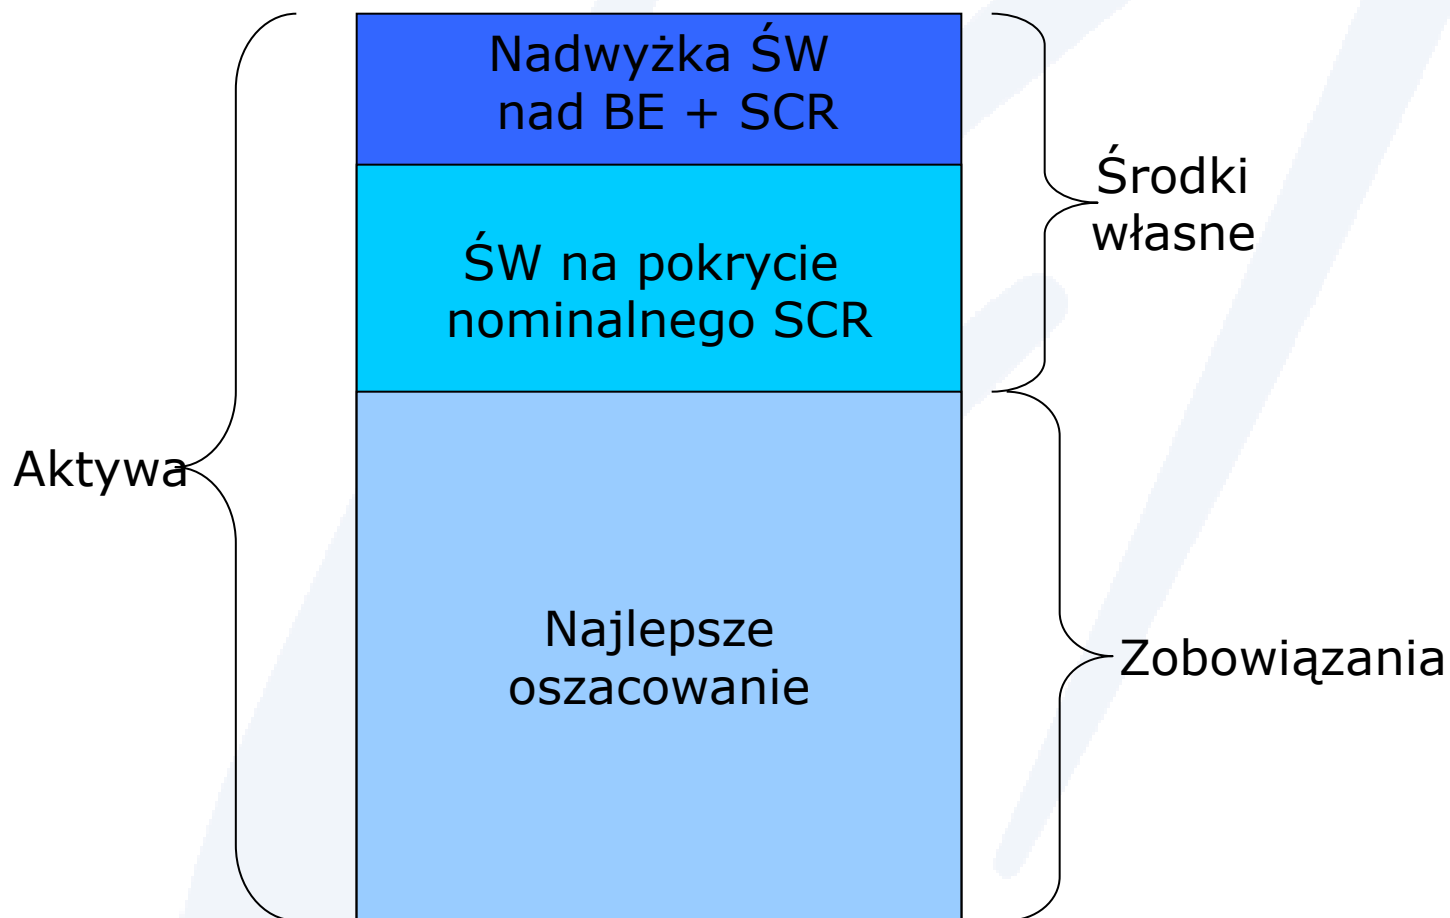 Nadwyżka ŚW
nad BE + SCR
Środki
własne
ŚW na pokrycie
nominalnego SCR
Aktywa
Najlepsze
oszacowanie
Zobowiązania